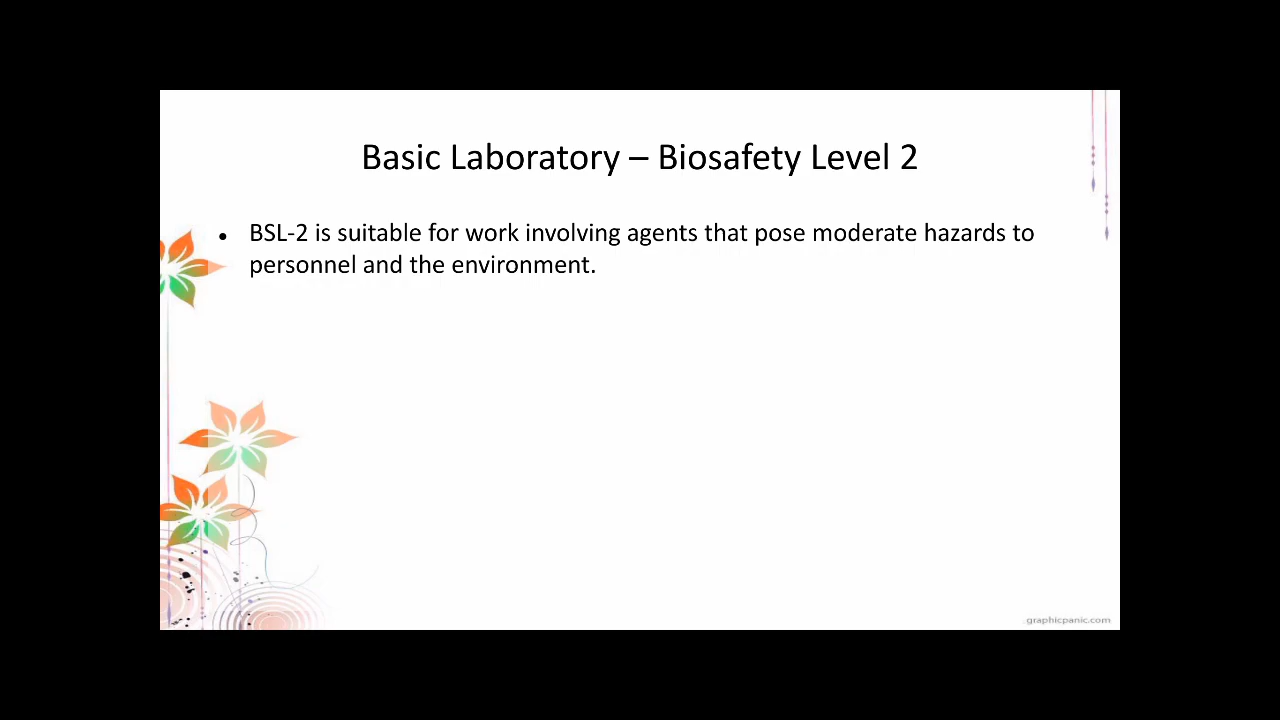 Basic Laboratory – Biosafety Level 2
• BSL-2 is suitable for work involving agents that pose moderate hazards to
personnel and the environment.
graphicpanic.com